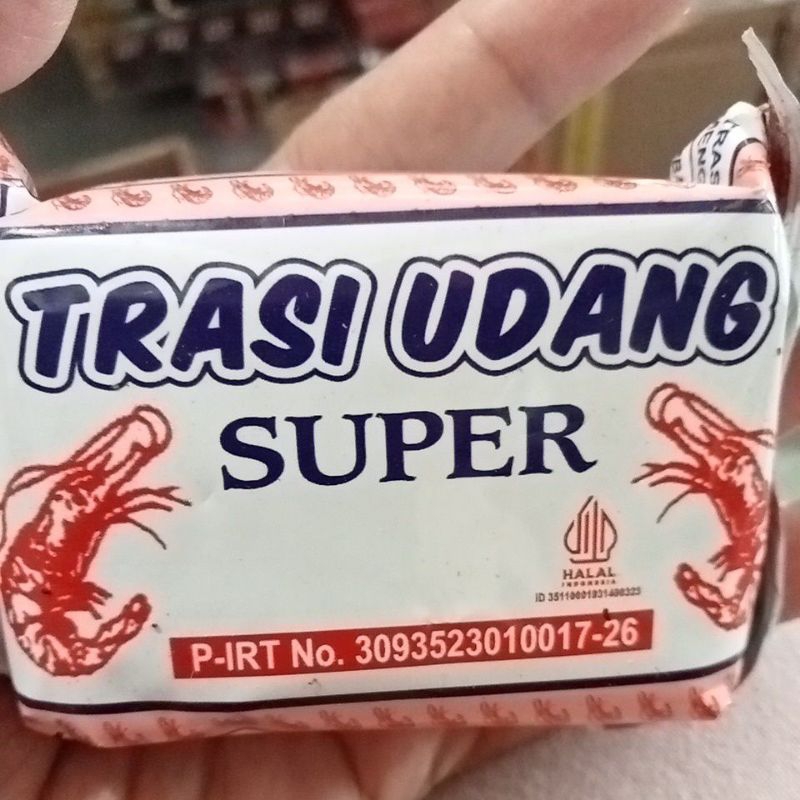 TRASI UDANG
SUPER
HALAL
INDONESIA
P-IRT No. 3093523010017-26